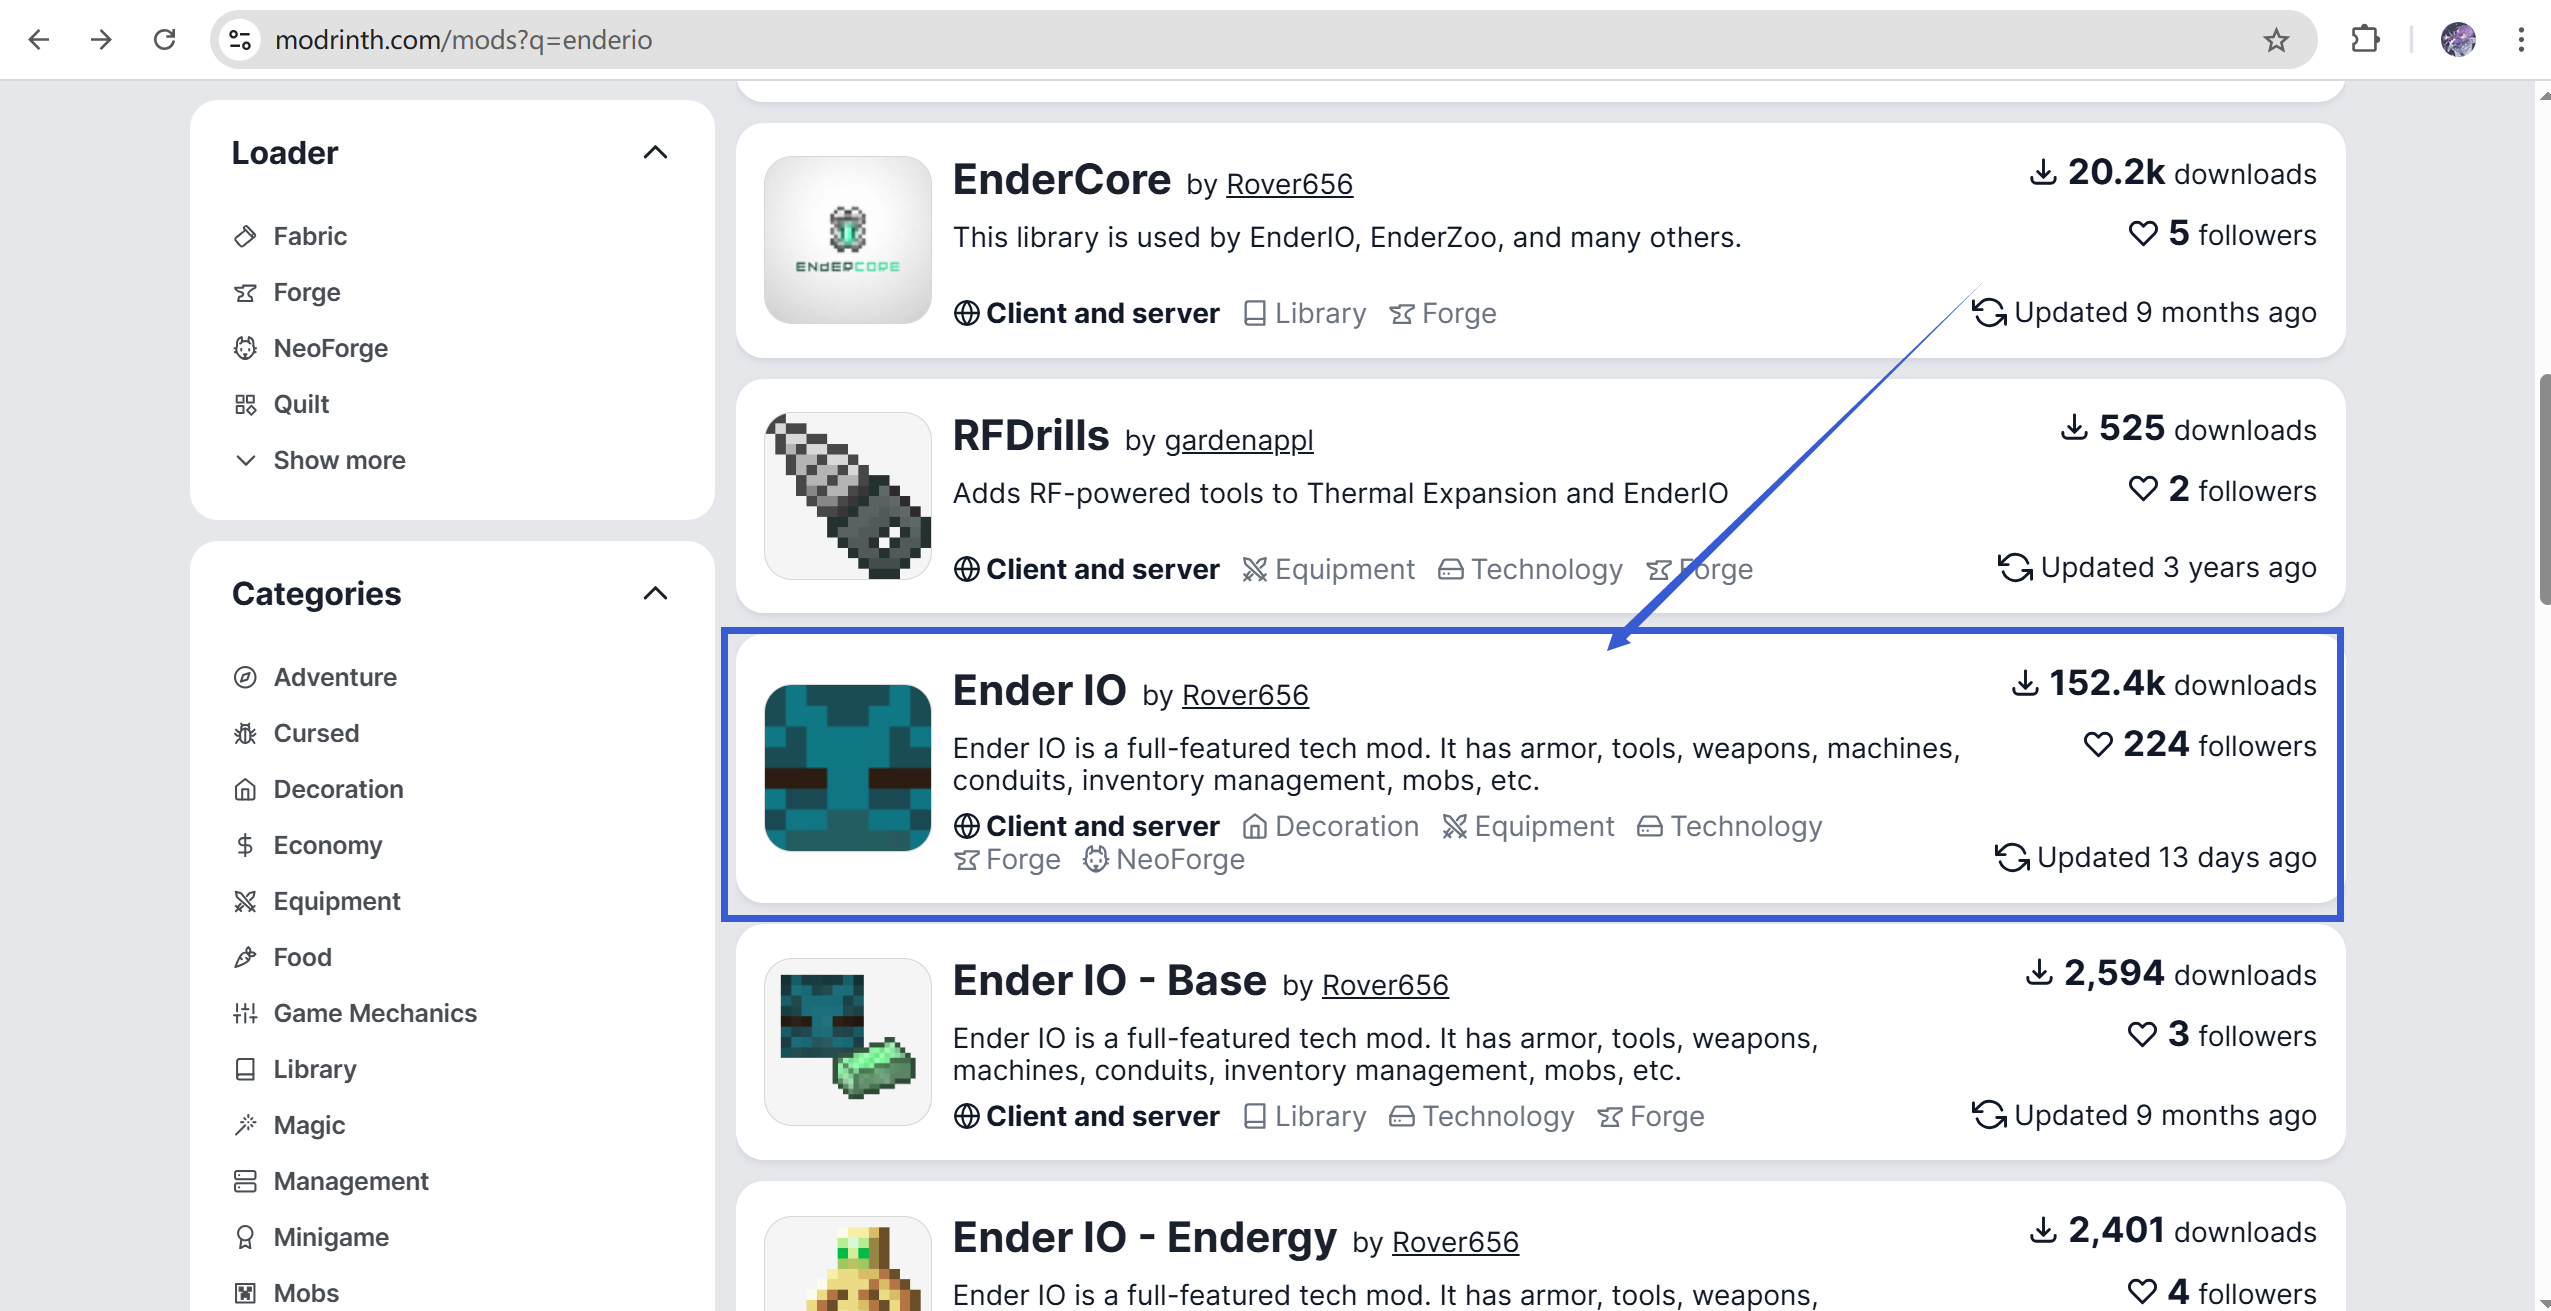 modrinth.com/mods?q=enderio
Loader
Fabric
Forge
NeoForge
Quilt
Show more
Categories
Adventure
Cursed
Decoration
Economy
Equipment
Food
Game Mechanics
Library
Magic
Management
Minigame
Mobs
ENDERCORE
EnderCore by Rover656
20.2k downloads
This library is used by EnderIO, EnderZoo, and many others.
5 followers
Client and server Library Forge
Updated 9 months ago
RFDrills by gardenappl
525 downloads
Adds RF-powered tools to Thermal Expansion and EnderIO
2 followers
Client and server Equipment Technology Forge
Updated 3 years ago
Ender IO by Rover656
152.4k downloads
Ender IO is a full-featured tech mod. It has armor, tools, weapons, machines,
conduits, inventory management, mobs, etc.
224 followers
Client and server Decoration Equipment Technology
Forge NeoForge
Updated 13 days ago
Ender IO - Base by Rover656
2,594 downloads
Ender IO is a full-featured tech mod. It has armor, tools, weapons,
machines, conduits, inventory management, mobs, etc.
3 followers
Client and server Library Technology Forge
Updated 9 months ago
Ender IO - Endergy by Rover656
2,401 downloads
Ender IO is a full-featured tech mod. It has armor, tools, weapons,
4 followers